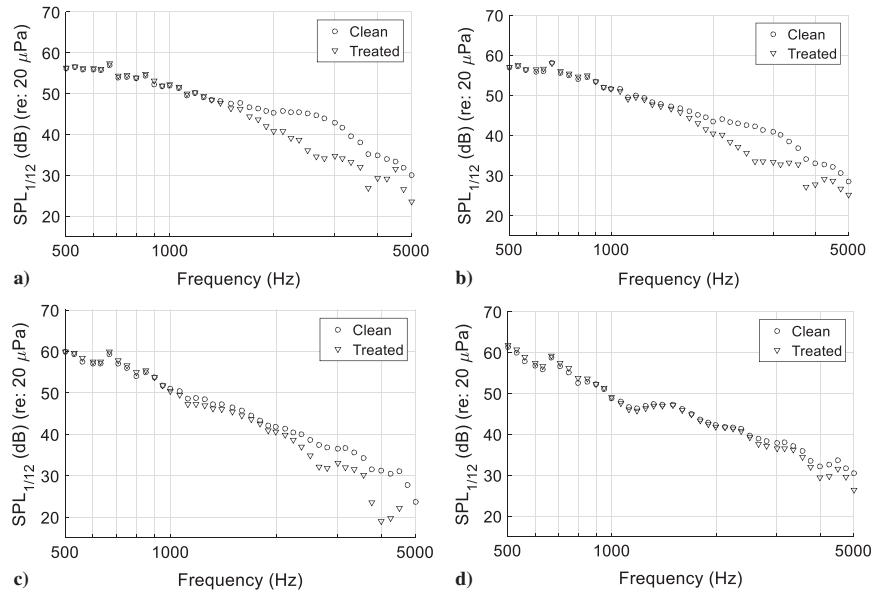 70
60
50
40
30
20
SPL1/12 (dB) (re: 20 μPa)
Clean
Treated
500
1000
5000
Frequency (Hz)
a)
70
60
50
40
30
20
SPL1/12 (dB) (re: 20 μPa)
Clean
Treated
500
1000
5000
Frequency (Hz)
b)
70
60
50
40
30
20
SPL1/12 (dB) (re: 20 μPa)
Clean
Treated
500
1000
5000
Frequency (Hz)
c)
70
60
50
40
30
20
SPL1/12 (dB) (re: 20 μPa)
Clean
Treated
500
1000
5000
Frequency (Hz)
d)